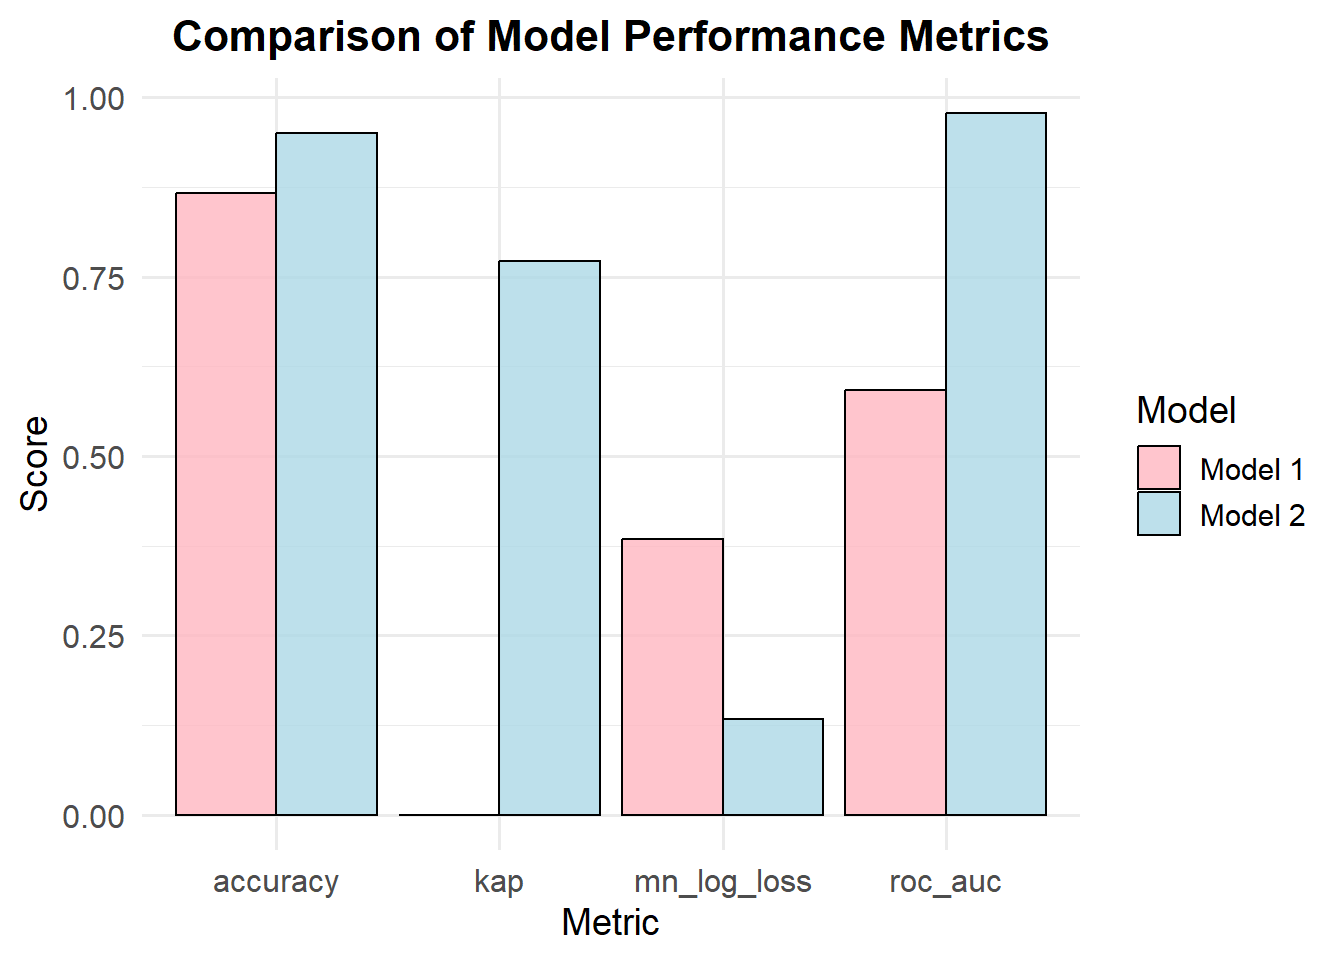 Comparison of Model Performance Metrics
1.00
0.75
0.50
0.25
0.00
Score
accuracy kap mn_log_loss roc_auc
Metric
Model
Model 1
Model 2